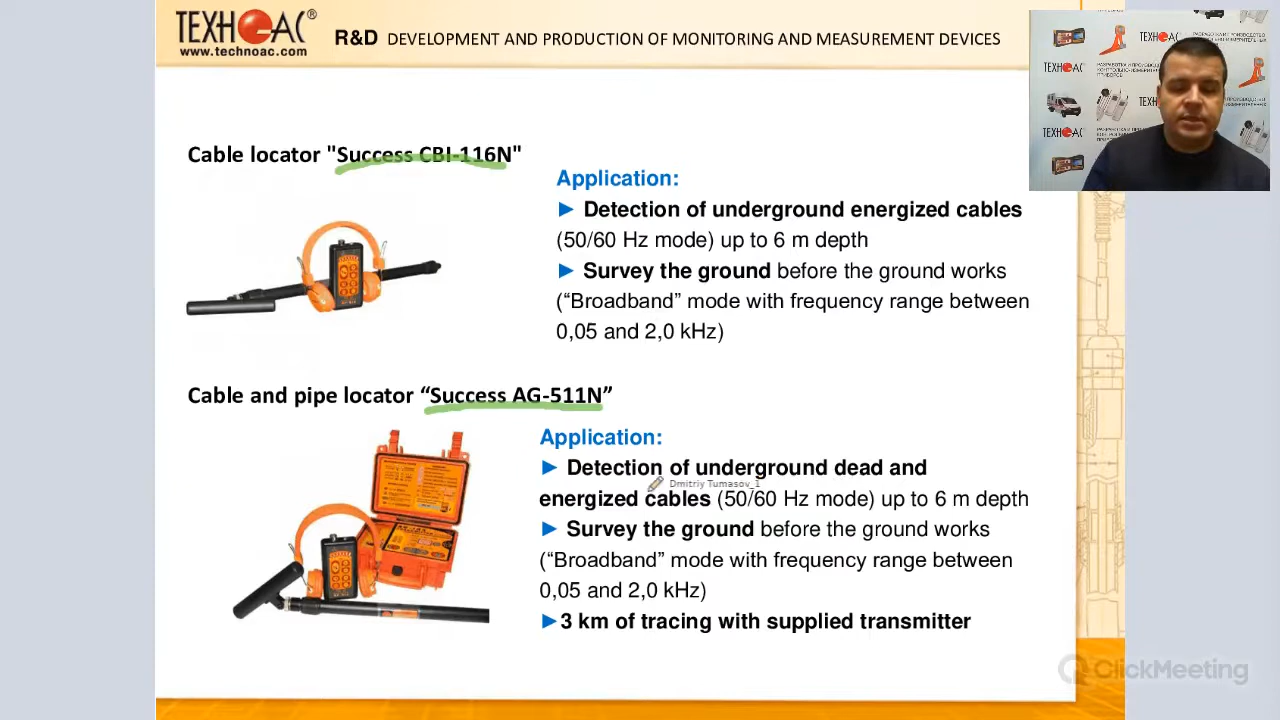 ТЕХНОАС®
www.technoac.com
R&D DEVELOPMENT AND PRODUCTION OF MONITORING AND MEASUREMENT DEVICES
ТЕХНОАС
Cable locator "Success CBI-116N"
Application:
► Detection of underground energized cables
(50/60 Hz mode) up to 6 m depth
► Survey the ground before the ground works
(“Broadband” mode with frequency range between
0,05 and 2,0 kHz)
Cable and pipe locator “Success AG-511N”
Application:
► Detection of underground dead and
Dmitriy Tumasov_1
energized cables (50/60 Hz mode) up to 6 m depth
► Survey the ground before the ground works
(“Broadband” mode with frequency range between
0,05 and 2,0 kHz)
►3 km of tracing with supplied transmitter
ClickMeeting